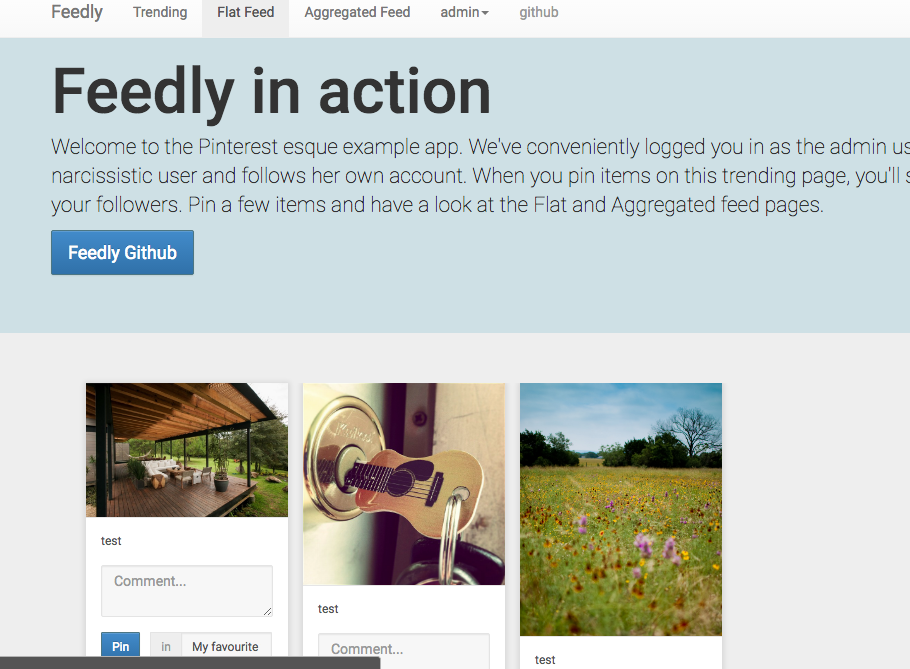 Feedly Trending Flat Feed Aggregated Feed admin github
Feedly in action
Welcome to the Pinterest esque example app. We've conveniently logged you in as the admin
narcissistic user and follows her own account. When you pin items on this trending page, you'll
your followers. Pin a few items and have a look at the Flat and Aggregated feed pages.
Feedly Github
test
Comment...
Pin in My favourite
test
Comment...
test